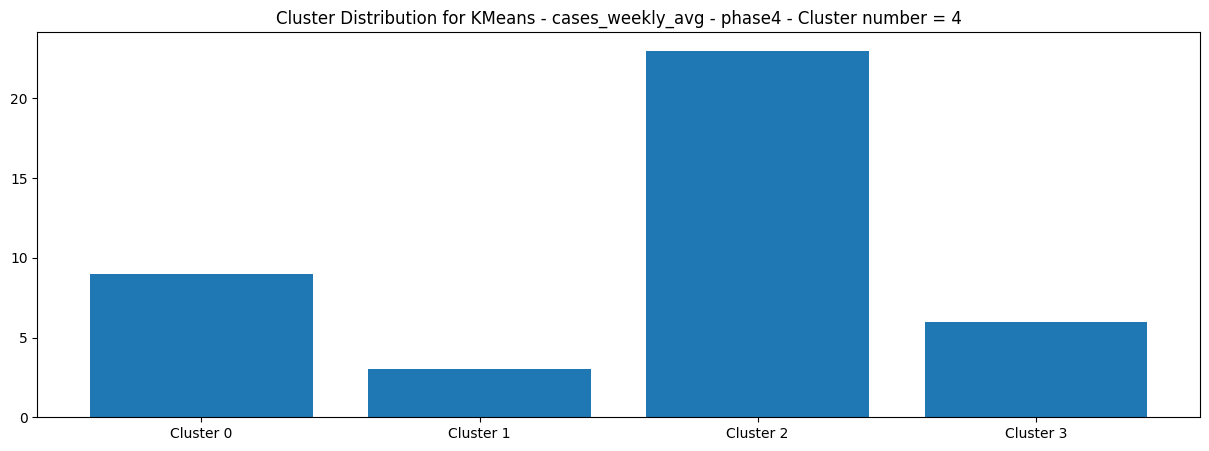 Cluster Distribution for KMeans - cases_weekly_avg - phase4 - Cluster number = 4
20
15
10
5
0
Cluster 0 Cluster 1 Cluster 2 Cluster 3